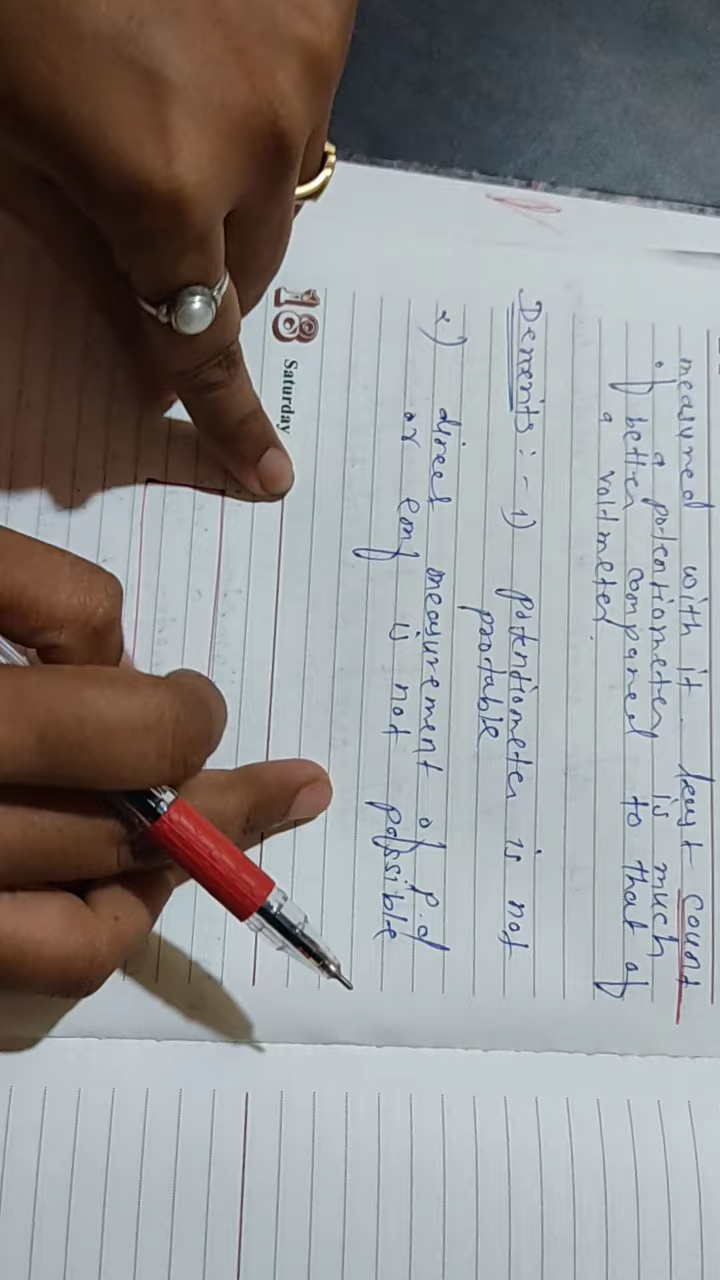 measured with it. least count
of a potentiometer is much
better compared to that of
a voltmeter.
Demerits :- 1) potentiometer is not
portable
2) direct measurement of p.d
or emf is not possible
18 Saturday